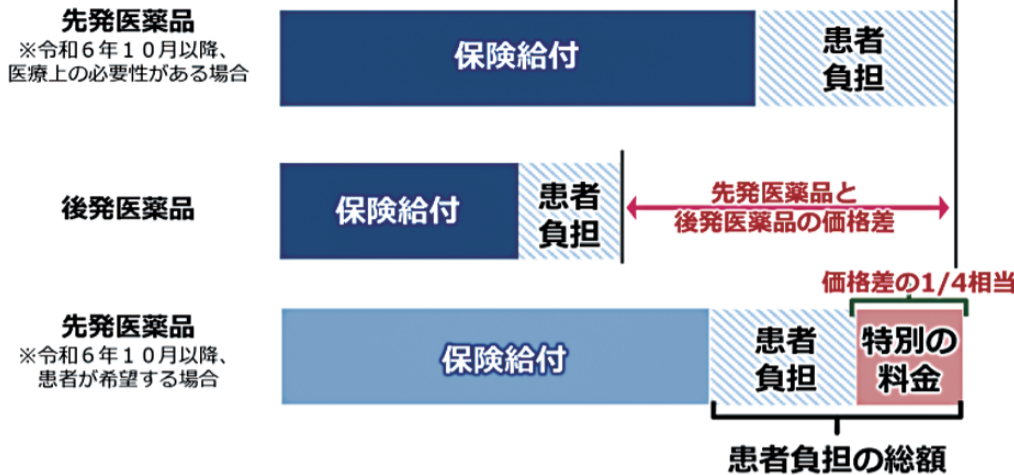 先発医薬品
※令和6年10月以降、
医療上の必要性がある場合
保険給付
患者
負担
後発医薬品
保険給付
患者
負担
先発医薬品と
後発医薬品の価格差
価格差の1/4相当
先発医薬品
※令和6年10月以降、
患者が希望する場合
保険給付
患者
負担
特別の
料金
患者負担の総額